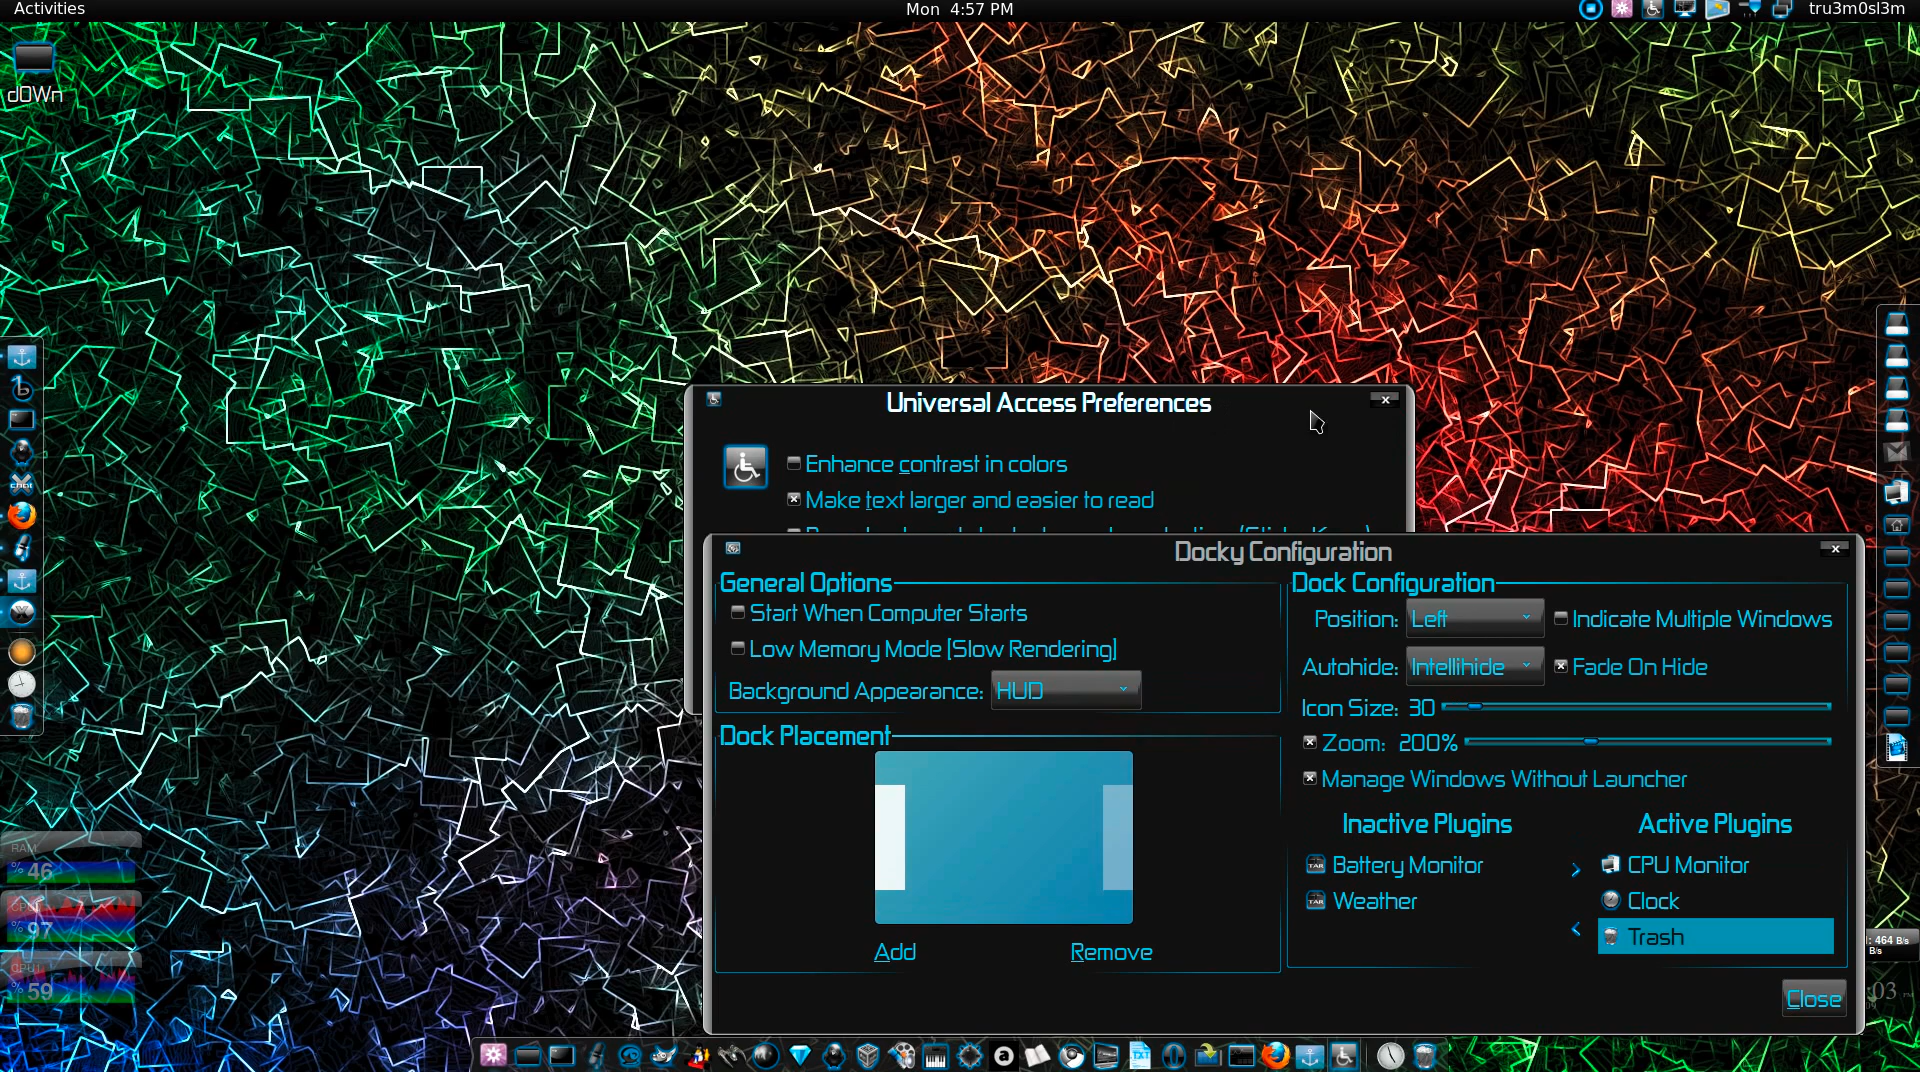 Activities
Mon 4:57 PM
tru3m0sl3m
d0Wn
Universal Access Preferences
Enhance contrast in colors
Make text larger and easier to read
Docky Configuration
General Options
Start When Computer Starts
Low Memory Mode [Slow Rendering]
Background Appearance: HUD
Dock Placement
Add
Remove
Dock Configuration
Position: Left
Indicate Multiple Windows
Autohide: Intellihide
Fade On Hide
Icon Size: 30
Zoom: 200%
Manage Windows Without Launcher
Inactive Plugins
Active Plugins
Battery Monitor
Weather
CPU Monitor
Clock
Trash
Close
RAM
% 46
% 97
% 59
464 B/s
B/s
:03
TXT